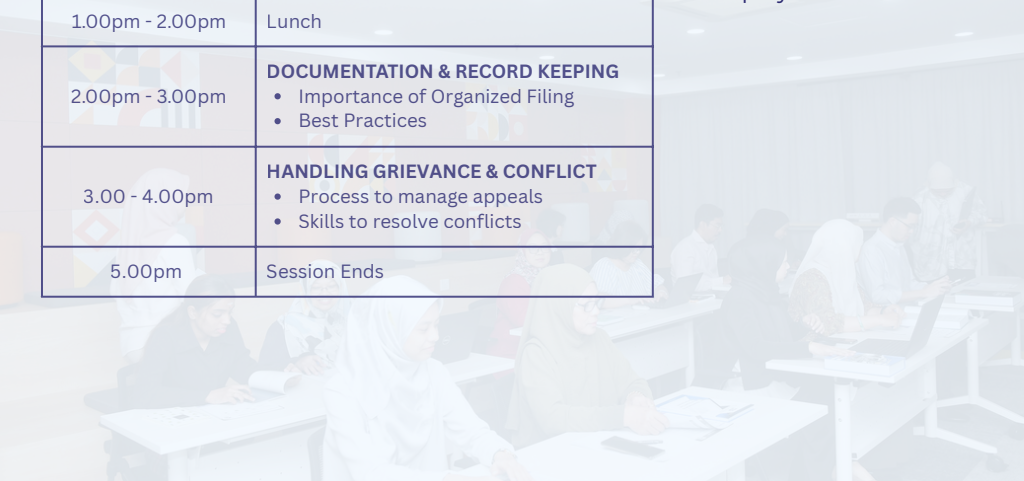 1.00pm - 2.00pm
Lunch
2.00pm - 3.00pm
DOCUMENTATION & RECORD KEEPING
• Importance of Organized Filing
• Best Practices
3.00 - 4.00pm
HANDLING GRIEVANCE & CONFLICT
• Process to manage appeals
• Skills to resolve conflicts
5.00pm
Session Ends